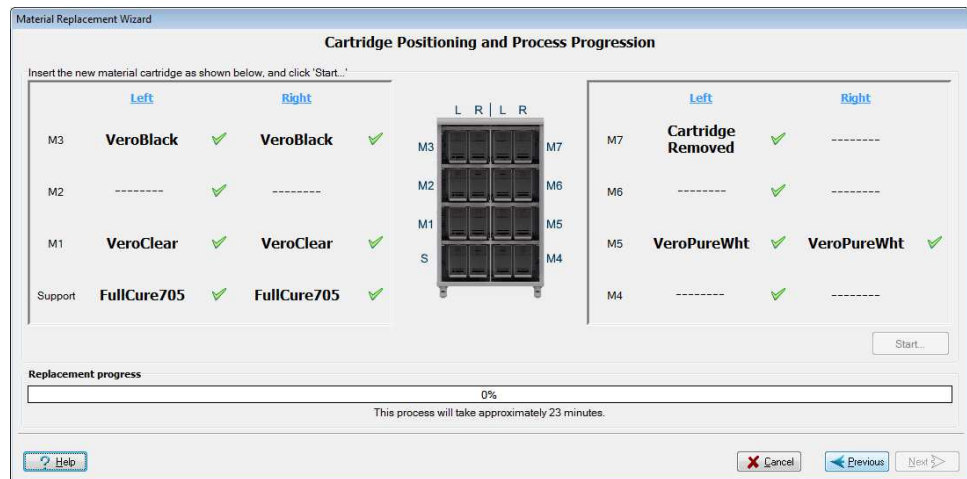 Material Replacement Wizard
Cartridge Positioning and Process Progression
Insert the new material cartridge as shown below, and click 'Start...'
Left Right
M3 VeroBlack VeroBlack
M2 -------- --------
M1 VeroClear VeroClear
Support FullCure705 FullCure705
L R L R
M3 M7
M2 M6
M1 M5
S M4
Left Right
M7 Cartridge Removed --------
M6 -------- --------
M5 VeroPureWht VeroPureWht
M4 -------- --------
Start...
Replacement progress
0%
This process will take approximately 23 minutes.
? Help
Cancel Previous Next